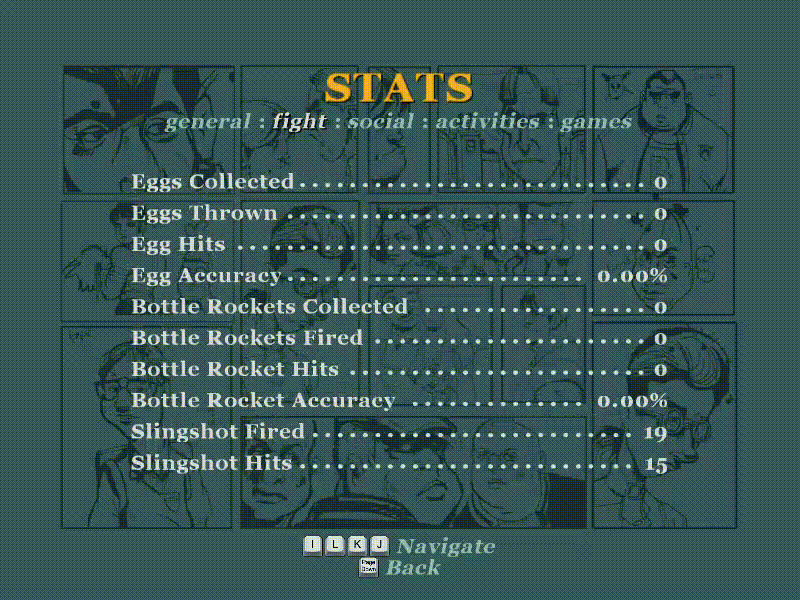 STATS
general : fight : social : activities : games
Eggs Collected . . . . . . . . . . . . . . . . . . . . . . . . . . . . . 0
Eggs Thrown . . . . . . . . . . . . . . . . . . . . . . . . . . . . . . 0
Egg Hits . . . . . . . . . . . . . . . . . . . . . . . . . . . . . . . . . . 0
Egg Accuracy . . . . . . . . . . . . . . . . . . . . . . . . . 0.00%
Bottle Rockets Collected . . . . . . . . . . . . . . . . . . 0
Bottle Rockets Fired . . . . . . . . . . . . . . . . . . . . . . 0
Bottle Rocket Hits . . . . . . . . . . . . . . . . . . . . . . . . 0
Bottle Rocket Accuracy . . . . . . . . . . . . . . 0.00%
Slingshot Fired . . . . . . . . . . . . . . . . . . . . . . . . . . . 19
Slingshot Hits . . . . . . . . . . . . . . . . . . . . . . . . . . . . 15
I L K J Navigate
Page Down Back